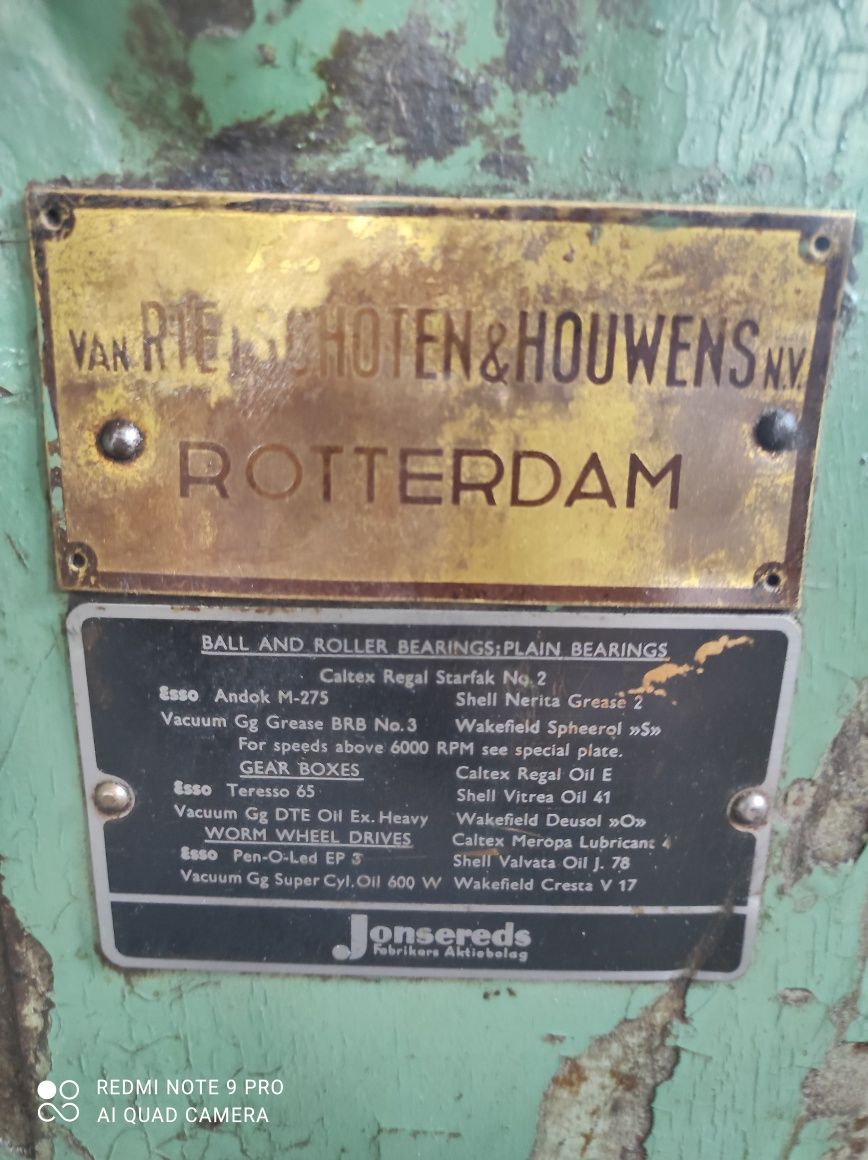 VAN RIETSCHOTEN & HOUWENS N.V.
ROTTERDAM
BALL AND ROLLER BEARINGS; PLAIN BEARINGS
Caltex Regal Starfak No. 2
Esso Andok M-275 Shell Nerita Grease 2
Vacuum Gg Grease BRB No. 3 Wakefield Spheerol »S»
For speeds above 6000 RPM see special plate.
GEAR BOXES Caltex Regal Oil E
Esso Teresso 65 Shell Vitrea Oil 41
Vacuum Gg DTE Oil Ex. Heavy Wakefield Deusol »O»
WORM WHEEL DRIVES Caltex Meropa Lubricant 4
Esso Pen-O-Led EP 3 Shell Valvata Oil J. 78
Vacuum Gg Super Cyl. Oil 600 W Wakefield Cresta V 17
Jonsereds
Fabrikers Aktiebolag
REDMI NOTE 9 PRO
AI QUAD CAMERA